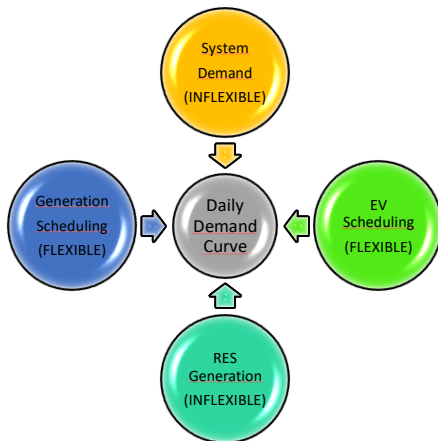 System
Demand
(INFLEXIBLE)
Generation
Scheduling
(FLEXIBLE)
Daily
Demand
Curve
EV
Scheduling
(FLEXIBLE)
RES
Generation
(INFLEXIBLE)